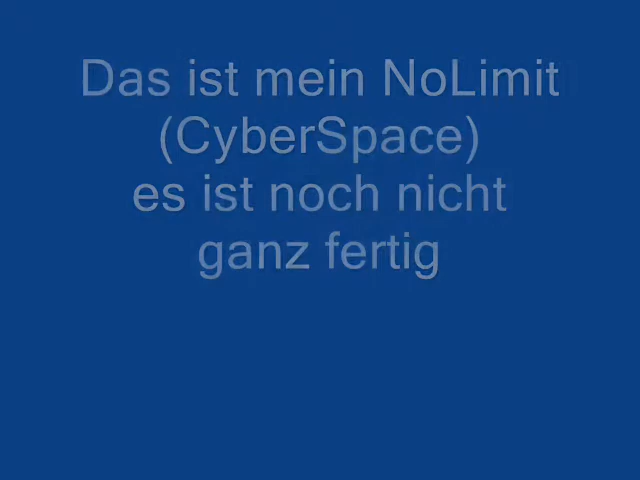 Das ist mein NoLimit
(CyberSpace)
es ist noch nicht
ganz fertig